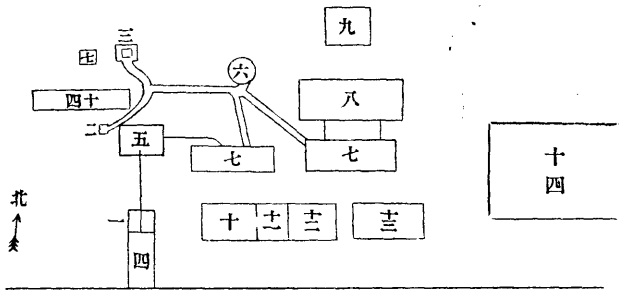 九
三
六
八
十四
二
五
七
七
十四
北
一
十
十一
十二
十三
四